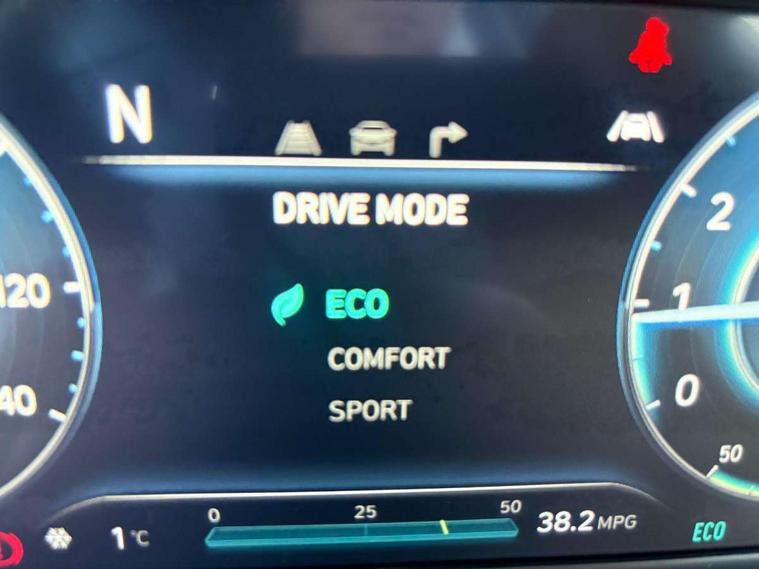 N
DRIVE MODE
ECO
COMFORT
SPORT
120
40
2
1
0
50
0 25 50
1 °C
38.2 MPG
ECO